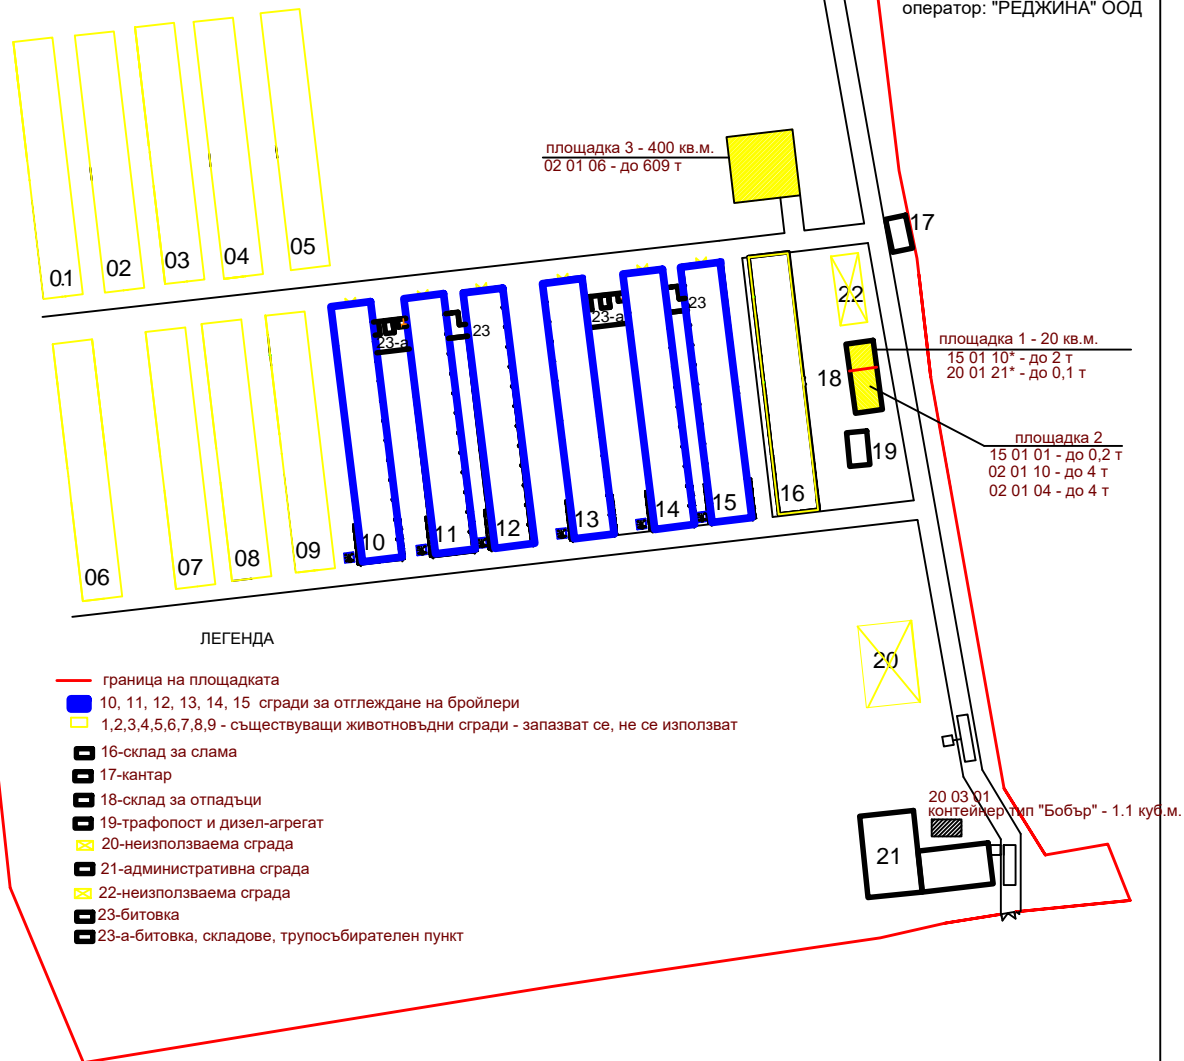 оператор: "РЕДЖИНА" ООД
площадка 3 - 400 кв.м.
02 01 06 - до 609 т
01
02
03
04
05
17
22
23-а
23
23-а
23
площадка 1 - 20 кв.м.
15 01 10* - до 2 т
20 01 21* - до 0,1 т
18
площадка 2
15 01 01 - до 0,2 т
02 01 10 - до 4 т
02 01 04 - до 4 т
19
06
07
08
09
10
11
12
13
14
15
16
ЛЕГЕНДА
20
граница на площадката
10, 11, 12, 13, 14, 15 сгради за отглеждане на бройлери
1,2,3,4,5,6,7,8,9 - съществуващи животновъдни сгради - запазват се, не се използват
16-склад за слама
17-кантар
18-склад за отпадъци
19-трафопост и дизел-агрегат
20-неизползваема сграда
21-административна сграда
22-неизползваема сграда
23-битовка
23-а-битовка, складове, трупосъбирателен пункт
20 03 01
контейнер тип "Бобър" - 1.1 куб.м.
21